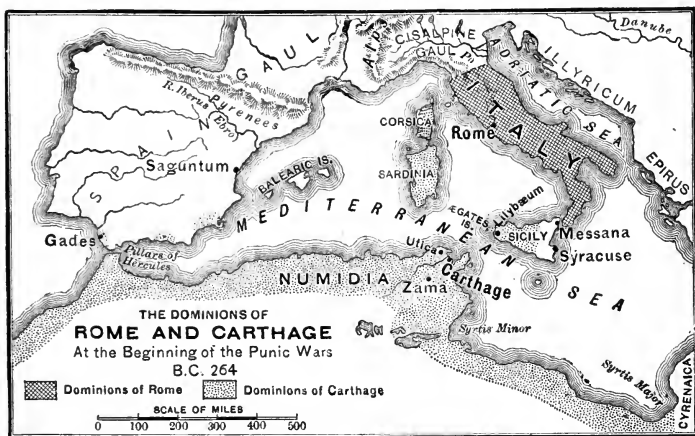 Danube
GAUL
Alps
CISALPINE
GAUL
Po
ILLYRICUM
ADRIATIC SEA
Pyrenees
R. Iberus (Ebro)
SPAIN
ITALY
CORSICA
Rome
EPIRUS
Saguntum
BALEARIC IS.
SARDINIA
MEDITERRANEAN SEA
ÆGATES
IS.
Lilybæum
SICILY
Messana
Syracuse
Gades
Pillars of
Hercules
Utica
Carthage
NUMIDIA
Zama
THE DOMINIONS OF
ROME AND CARTHAGE
At the Beginning of the Punic Wars
B.C. 264
Syrtis Minor
Syrtis Major
CYRENAICA
Dominions of Rome
Dominions of Carthage
SCALE OF MILES
0 100 200 300 400 500